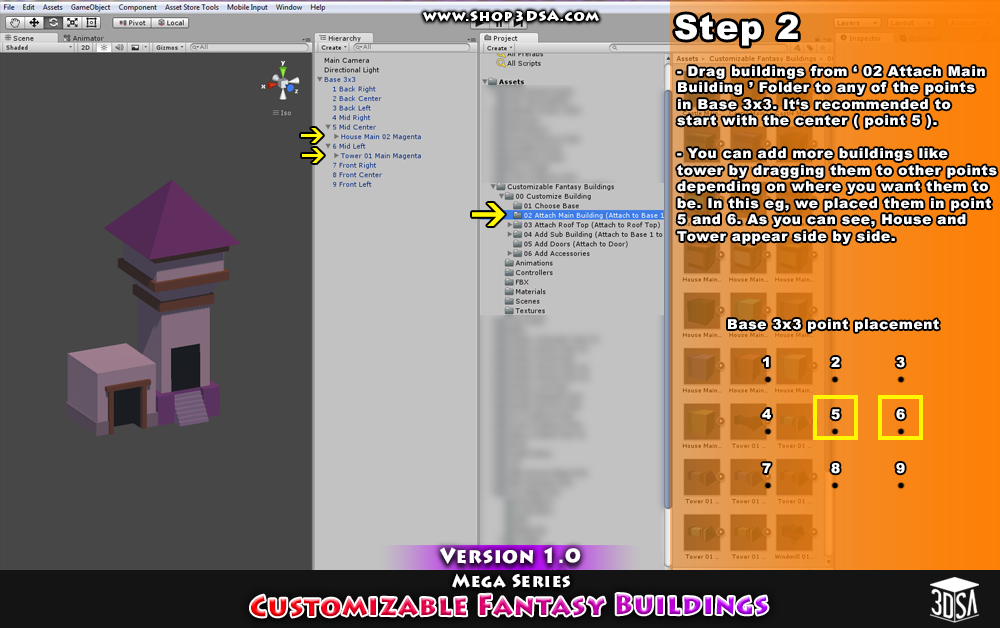 File Edit Assets GameObject Component Asset Store Tools Mobile Input Window Help
www.shop3DSA.com
Pivot Local
Layers Layout
Scene Animator
Shaded 2D Gizmos All
y
x
z
Iso
Hierarchy
Create All
Main Camera
Directional Light
Base 3x3
1 Back Right
2 Back Center
3 Back Left
4 Mid Right
5 Mid Center
House Main 02 Magenta
6 Mid Left
Tower 01 Main Magenta
7 Front Right
8 Front Center
9 Front Left
Project
Create
All Prefabs
All Scripts
Assets
Customizable Fantasy Buildings
00 Customize Building
01 Choose Base
02 Attach Main Building (Attach to Base 1
03 Attach Roof Top (Attach to Roof Top)
04 Add Sub Building (Attach to Base 1 to
05 Add Doors (Attach to Door)
06 Add Accessories
Animations
Controllers
FBX
Materials
Scenes
Textures
Inspector
Assets Customizable Fantasy Buildings
Step 2
- Drag buildings from ‘ 02 Attach Main
Building ’ Folder to any of the points
in Base 3x3. It‘s recommended to
start with the center ( point 5 ).
- You can add more buildings like
tower by dragging them to other points
depending on where you want them to
be. In this eg, we placed them in point
5 and 6. As you can see, House and
Tower appear side by side.
House Main... House Main... House Main...
Base 3x3 point placement
1 2 3
House Main... House Main... House Main...
4 5 6
House Main... Tower 01 ... Tower 01 ...
7 8 9
Tower 01 ... Tower 01 ... Tower 01 ...
Tower 01 ... Tower 01 ... Windmill 01 ...
Version 1.0
Mega Series
Customizable Fantasy Buildings
3DSA